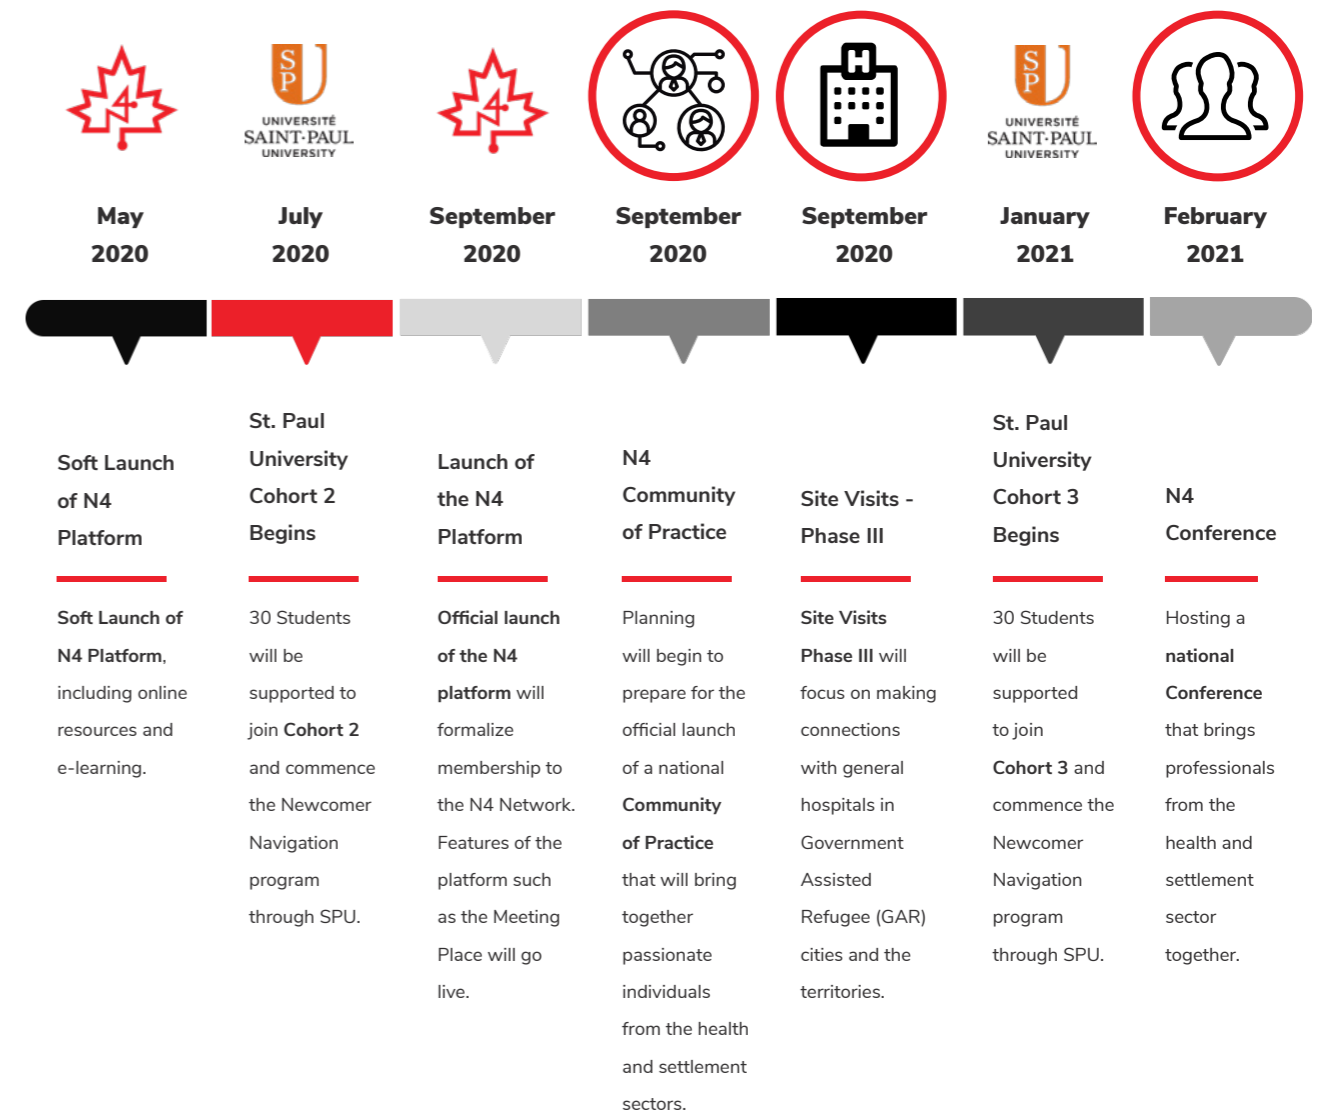 N4
S
P
UNIVERSITÉ
SAINT·PAUL
UNIVERSITY
N4
H
S
P
UNIVERSITÉ
SAINT·PAUL
UNIVERSITY
May
2020
July
2020
September
2020
September
2020
September
2020
January
2021
February
2021
Soft Launch
of N4
Platform
Soft Launch of
N4 Platform,
including online
resources and
e-learning.
St. Paul
University
Cohort 2
Begins
30 Students
will be
supported to
join Cohort 2
and commence
the Newcomer
Navigation
program
through SPU.
Launch of
the N4
Platform
Official launch
of the N4
platform will
formalize
membership to
the N4 Network.
Features of the
platform such
as the Meeting
Place will go
live.
N4
Community
of Practice
Planning
will begin to
prepare for the
official launch
of a national
Community
of Practice
that will bring
together
passionate
individuals
from the health
and settlement
sectors.
Site Visits -
Phase III
Site Visits
Phase III will
focus on making
connections
with general
hospitals in
Government
Assisted
Refugee (GAR)
cities and the
territories.
St. Paul
University
Cohort 3
Begins
30 Students
will be
supported
to join
Cohort 3 and
commence the
Newcomer
Navigation
program
through SPU.
N4
Conference
Hosting a
national
Conference
that brings
professionals
from the
health and
settlement
sector
together.